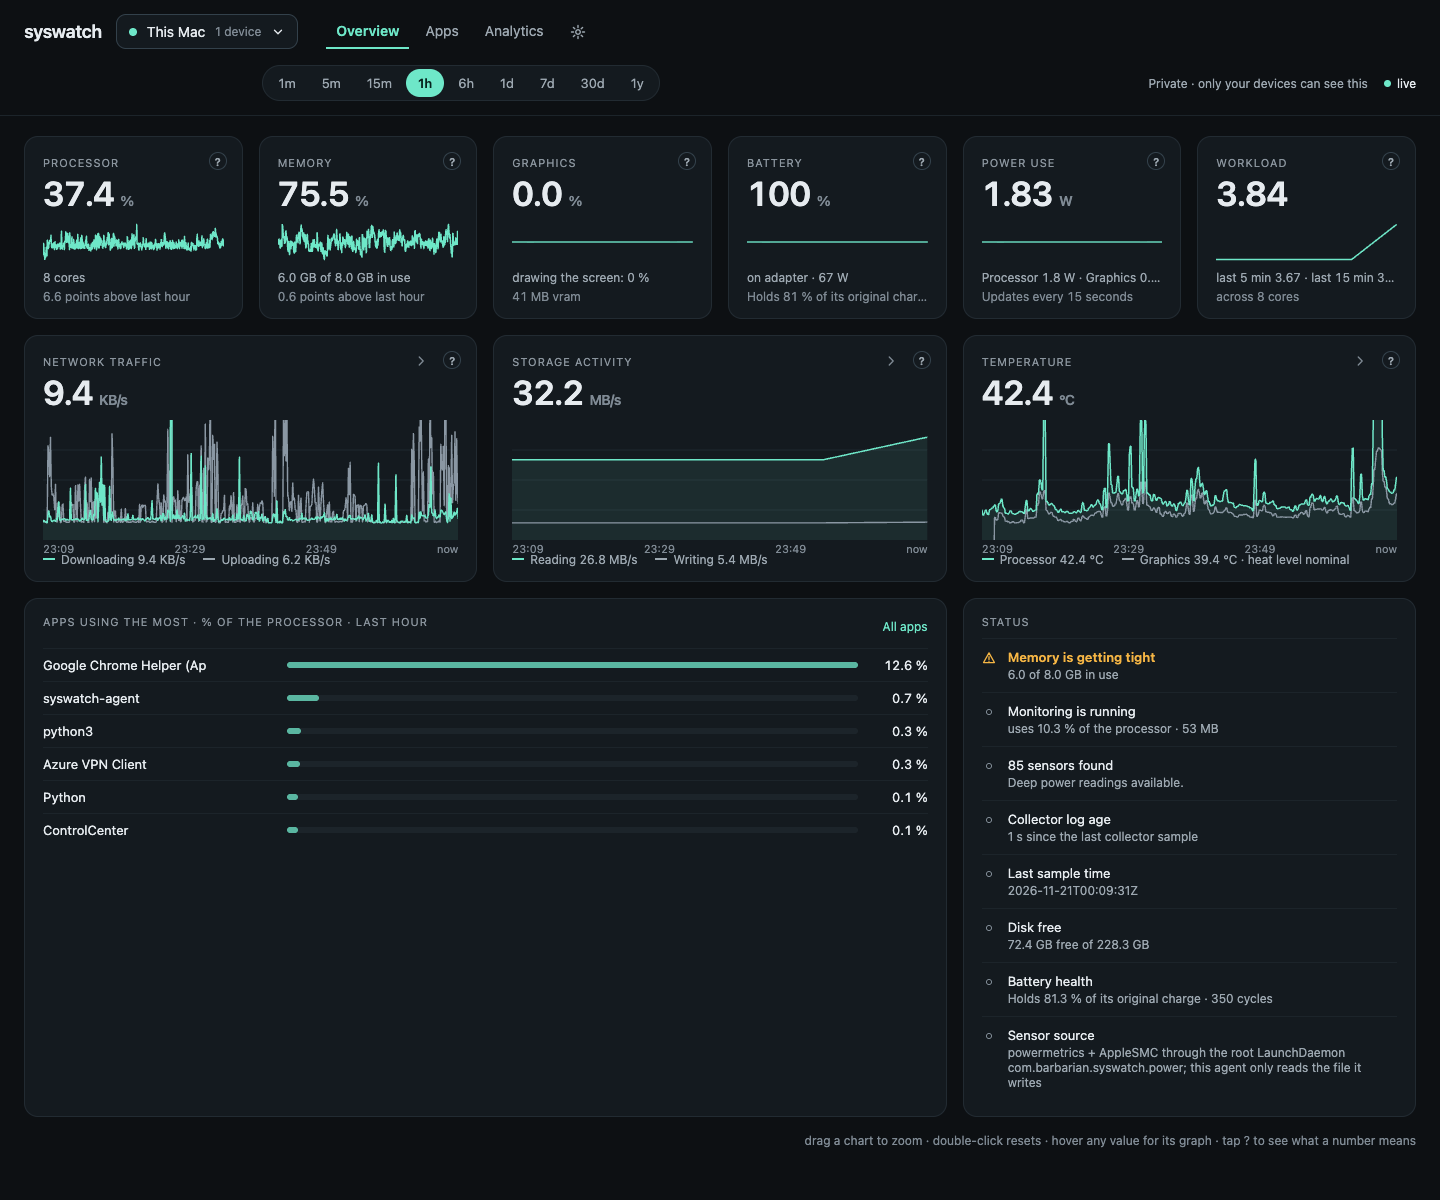 syswatch
This Mac 1 device
Overview Apps Analytics
1m 5m 15m 1h 6h 1d 7d 30d 1y
Private · only your devices can see this
live
PROCESSOR ?
37.4 %
8 cores
6.6 points above last hour
MEMORY ?
75.5 %
6.0 GB of 8.0 GB in use
0.6 points above last hour
GRAPHICS ?
0.0 %
drawing the screen: 0 %
41 MB vram
BATTERY ?
100 %
on adapter · 67 W
Holds 81 % of its original char...
POWER USE ?
1.83 W
Processor 1.8 W · Graphics 0....
Updates every 15 seconds
WORKLOAD ?
3.84
last 5 min 3.67 · last 15 min 3...
across 8 cores
NETWORK TRAFFIC ?
9.4 KB/s
23:09 23:29 23:49 now
Downloading 9.4 KB/s Uploading 6.2 KB/s
STORAGE ACTIVITY ?
32.2 MB/s
23:09 23:29 23:49 now
Reading 26.8 MB/s Writing 5.4 MB/s
TEMPERATURE ?
42.4 °C
23:09 23:29 23:49 now
Processor 42.4 °C Graphics 39.4 °C · heat level nominal
APPS USING THE MOST · % OF THE PROCESSOR · LAST HOUR
All apps
Google Chrome Helper (Ap 12.6 %
syswatch-agent 0.7 %
python3 0.3 %
Azure VPN Client 0.3 %
Python 0.1 %
ControlCenter 0.1 %
STATUS
Memory is getting tight
6.0 of 8.0 GB in use
Monitoring is running
uses 10.3 % of the processor · 53 MB
85 sensors found
Deep power readings available.
Collector log age
1 s since the last collector sample
Last sample time
2026-11-21T00:09:31Z
Disk free
72.4 GB free of 228.3 GB
Battery health
Holds 81.3 % of its original charge · 350 cycles
Sensor source
powermetrics + AppleSMC through the root LaunchDaemon
com.barbarian.syswatch.power; this agent only reads the file it
writes
drag a chart to zoom · double-click resets · hover any value for its graph · tap ? to see what a number means